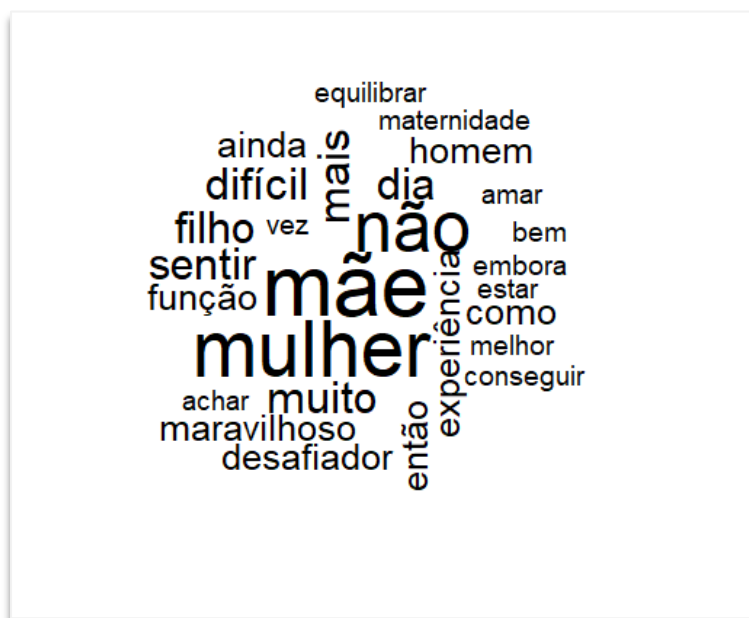 equilibrar
maternidade
ainda
mais
homem
difícil
dia
amar
filho
vez
não
bem
sentir
mãe
experiência
embora
função
estar
como
mulher
melhor
conseguir
achar
muito
então
maravilhoso
desafiador